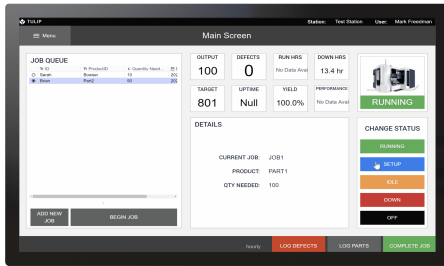 TULIP
Station: Test Station User: Mark Freedman
Menu
Main Screen
JOB QUEUE
ID ProductID Quantity Need...
Sarah 10 202
Brian Part2 50 202
ADD NEW JOB
BEGIN JOB
OUTPUT
100
DEFECTS
0
RUN HRS
No Data Avai
DOWN HRS
13.4 hr
TARGET
801
UPTIME
Null
YIELD
100.0%
PERFORMANCE
No Data Avai
RUNNING
DETAILS
CURRENT JOB: JOB1
PRODUCT: PART1
QTY NEEDED: 100
CHANGE STATUS
RUNNING
SETUP
IDLE
DOWN
OFF
hourly
LOG DEFECTS
LOG PARTS
COMPLETE JOB